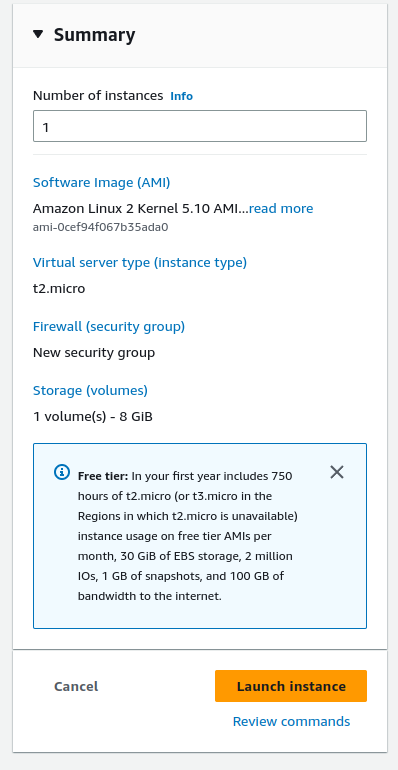 Summary
Number of instances Info
1
Software Image (AMI)
Amazon Linux 2 Kernel 5.10 AMI...read more
ami-0cef94f067b35ada0
Virtual server type (instance type)
t2.micro
Firewall (security group)
New security group
Storage (volumes)
1 volume(s) - 8 GiB
Free tier: In your first year includes 750
hours of t2.micro (or t3.micro in the
Regions in which t2.micro is unavailable)
instance usage on free tier AMIs per
month, 30 GiB of EBS storage, 2 million
IOs, 1 GB of snapshots, and 100 GB of
bandwidth to the internet.
Cancel
Launch instance
Review commands